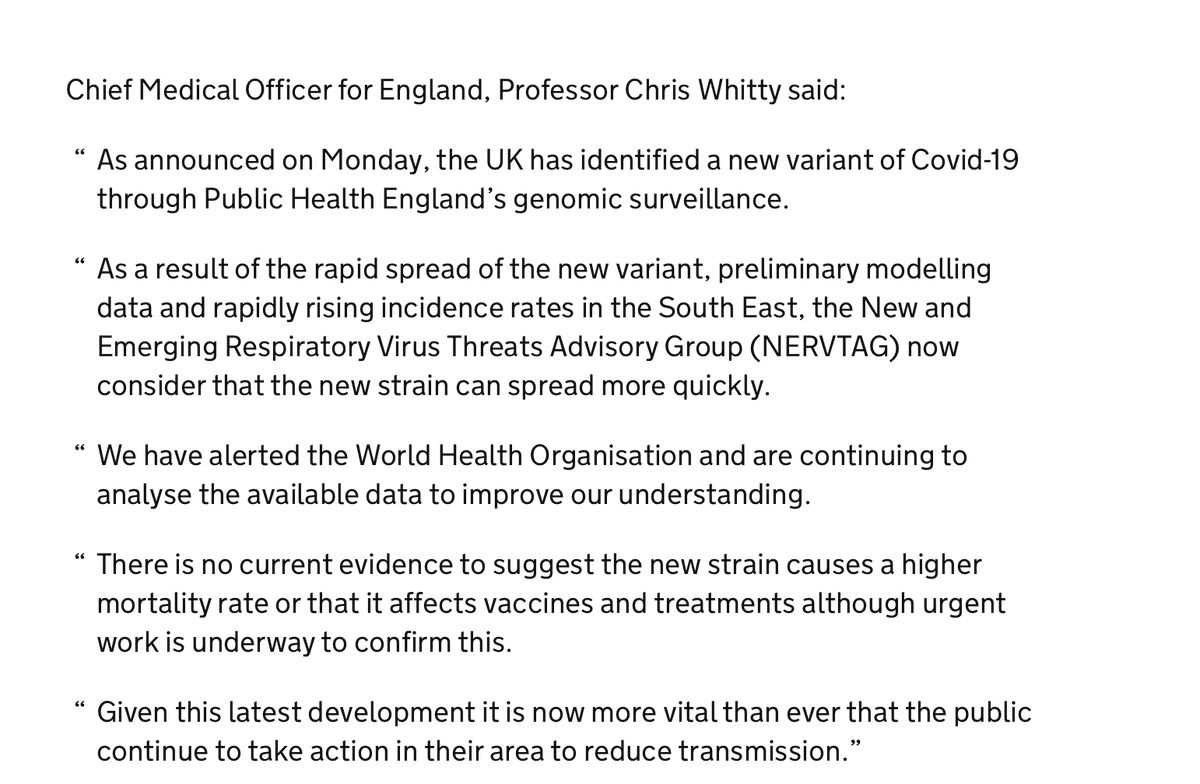 Chief Medical Officer for England, Professor Chris Whitty said:
“ As announced on Monday, the UK has identified a new variant of Covid-19
through Public Health England’s genomic surveillance.
“ As a result of the rapid spread of the new variant, preliminary modelling
data and rapidly rising incidence rates in the South East, the New and
Emerging Respiratory Virus Threats Advisory Group (NERVTAG) now
consider that the new strain can spread more quickly.
“ We have alerted the World Health Organisation and are continuing to
analyse the available data to improve our understanding.
“ There is no current evidence to suggest the new strain causes a higher
mortality rate or that it affects vaccines and treatments although urgent
work is underway to confirm this.
“ Given this latest development it is now more vital than ever that the public
continue to take action in their area to reduce transmission.”